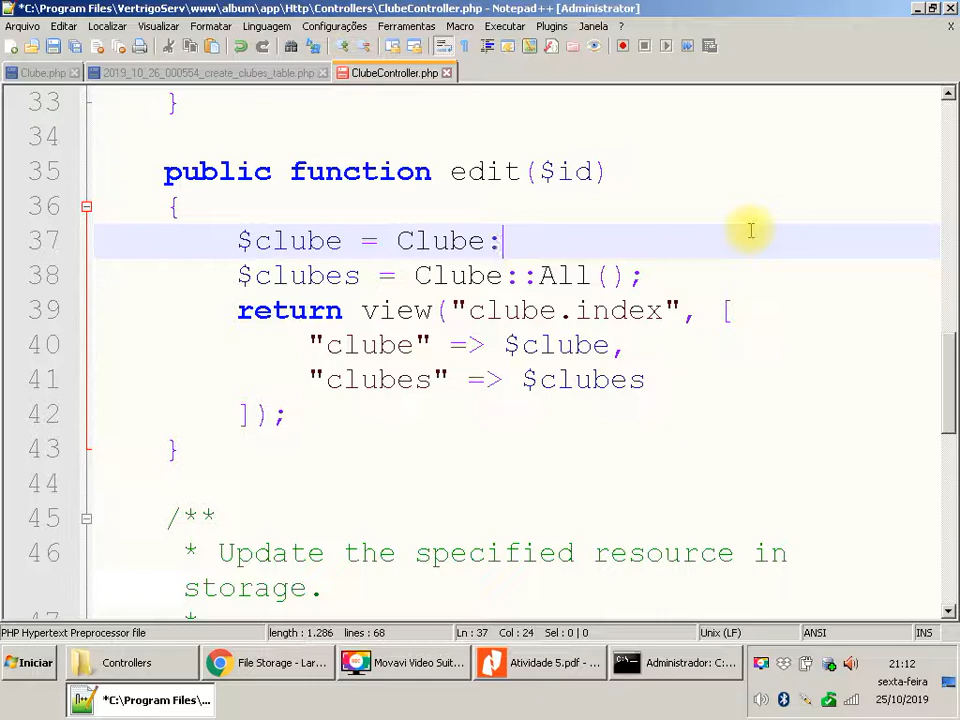 *C:\Program Files\VertrigoServ\www\album\app\Http\Controllers\ClubeController.php - Notepad++ [Administrator]
Arquivo Editar Localizar Visualizar Formatar Linguagem Configurações Ferramentas Macro Executar Plugins Janela ? X
Clube.php 2019_10_26_000554_create_clubes_table.php ClubeController.php
33 }
34
35 public function edit($id)
36 {
37 $clube = Clube:
38 $clubes = Clube::All();
39 return view("clube.index", [
40 "clube" => $clube,
41 "clubes" => $clubes
42 ]);
43 }
44
45 /**
46 * Update the specified resource in
storage.
*
PHP Hypertext Preprocessor file length : 1.286 lines : 68 Ln : 37 Col : 24 Sel : 0 | 0 Unix (LF) ANSI INS
Iniciar Controllers File Storage - Lar... Movavi Video Suit... Atividade 5.pdf - ... Administrador: C:... 21:12
sexta-feira
*C:\Program Files\... 25/10/2019